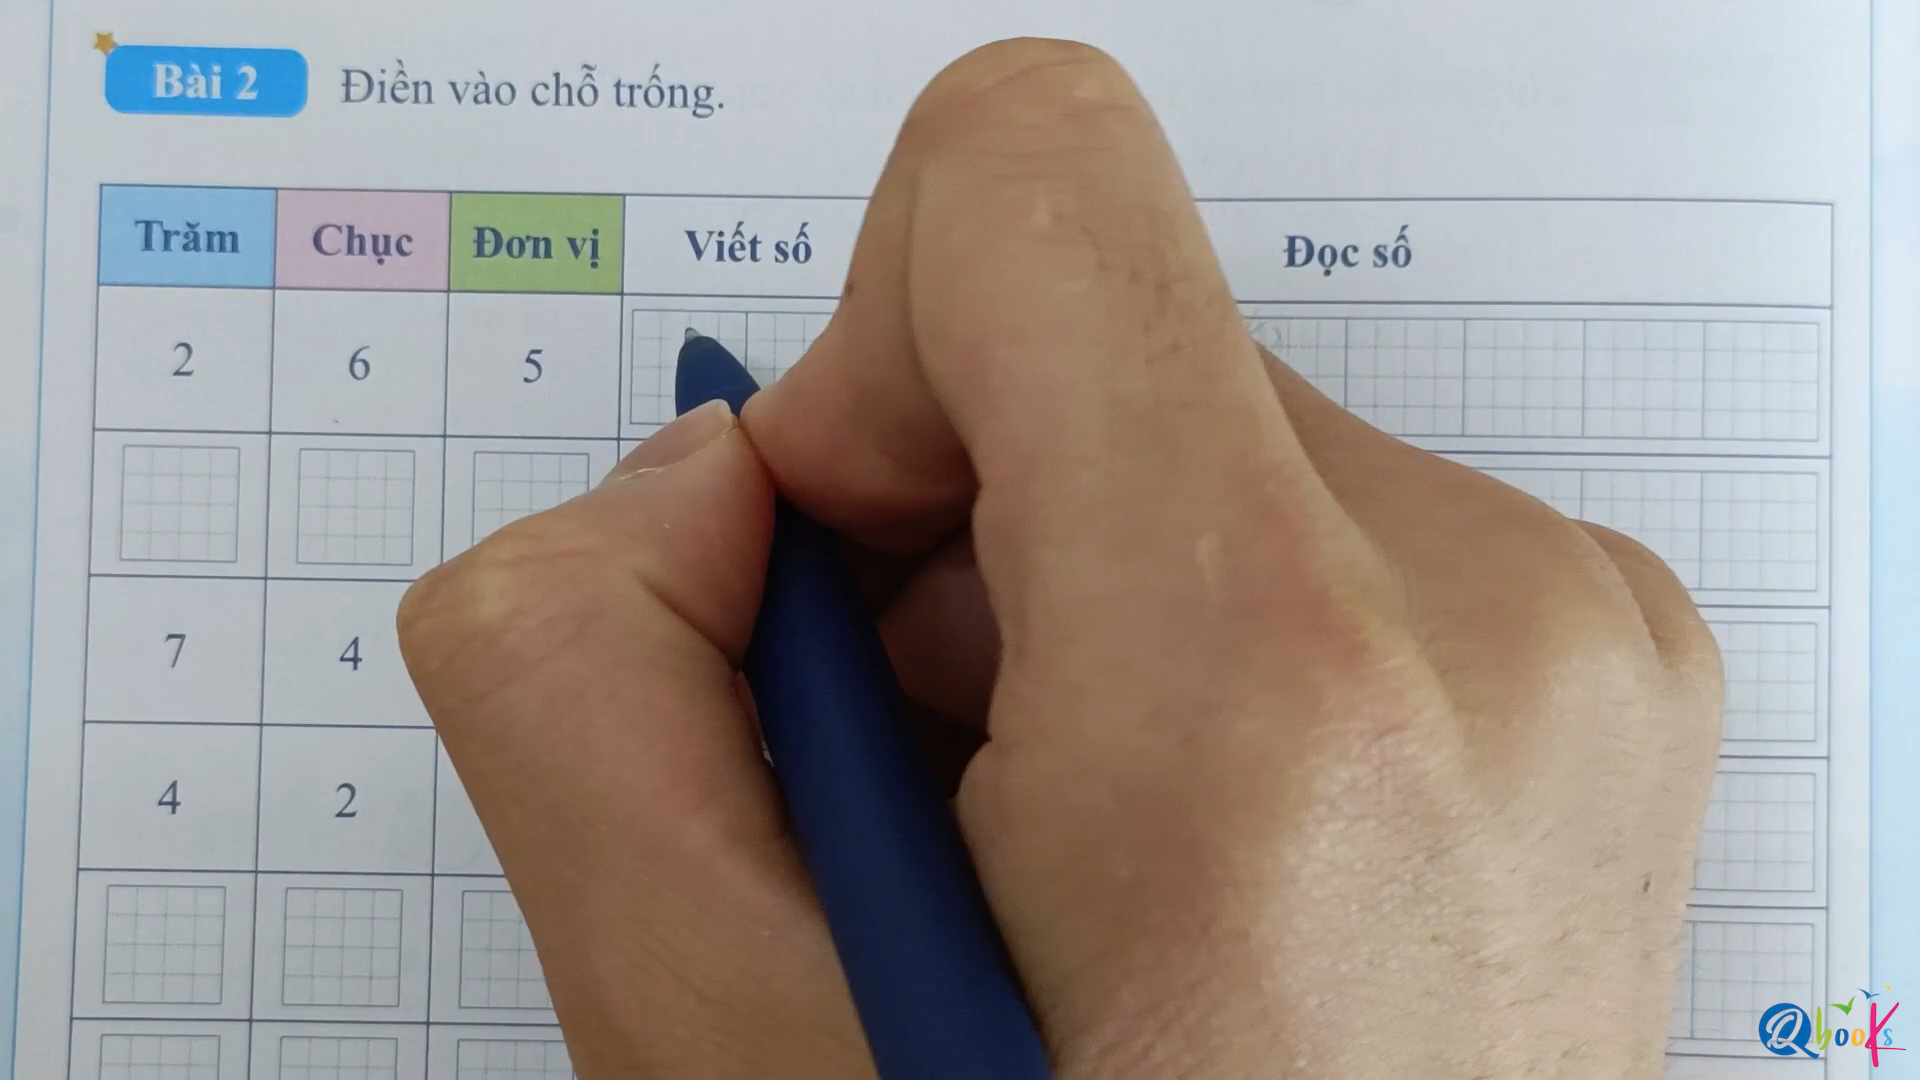 Bài 2 Điền vào chỗ trống.
Trăm Chục Đơn vị Viết số Đọc số
2 6 5
7 4
4 2
Qbooks